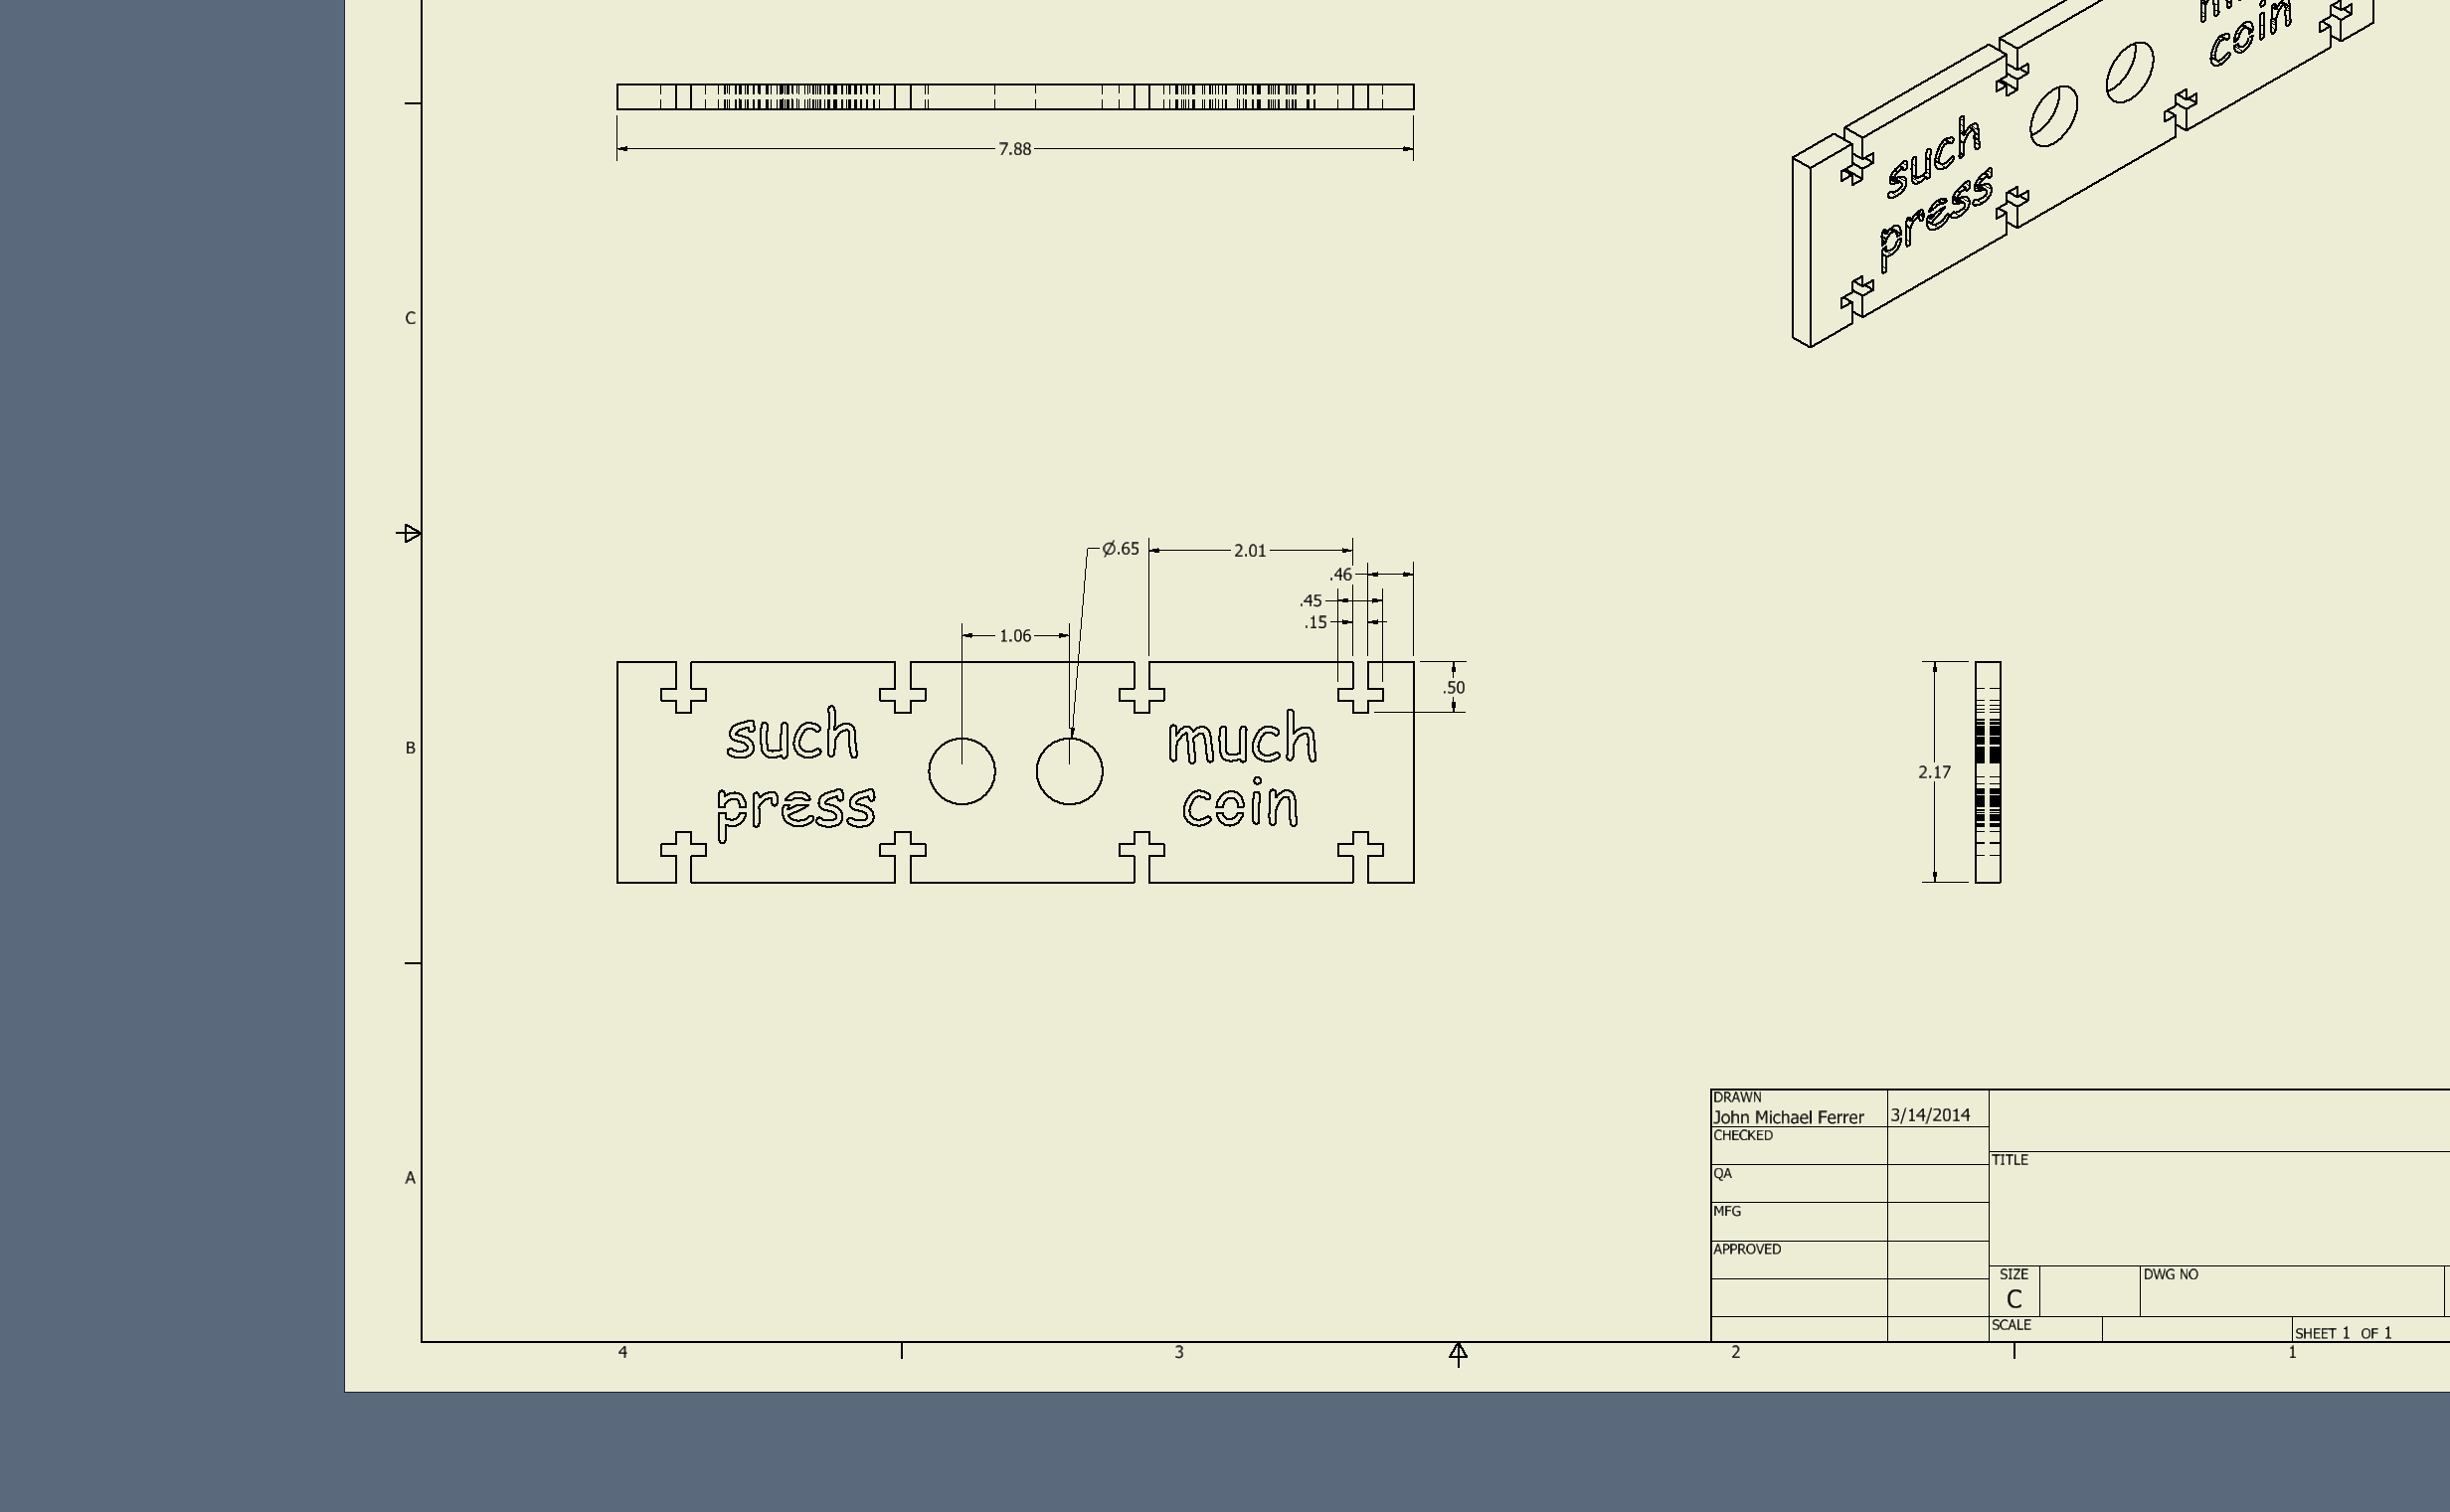 coin
7.88
such
press
C
Ø.65
2.01
.46
.45
.15
1.06
.50
such
press
much
coin
B
2.17
A
DRAWN
John Michael Ferrer
3/14/2014
CHECKED
QA
MFG
APPROVED
TITLE
SIZE
C
DWG NO
SCALE
SHEET 1 OF 1
4
3
2
1